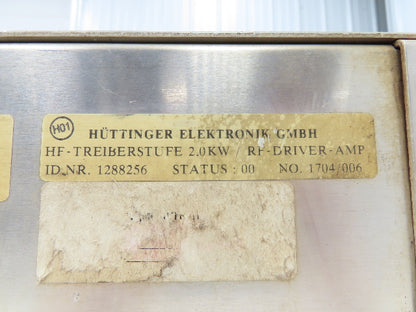 H01
HÜTTINGER ELEKTRONIK GMBH
HF-TREIBERSTUFE 2.0KW / RF-DRIVER-AMP
ID.NR. 1288256 STATUS : 00 NO. 1704/006